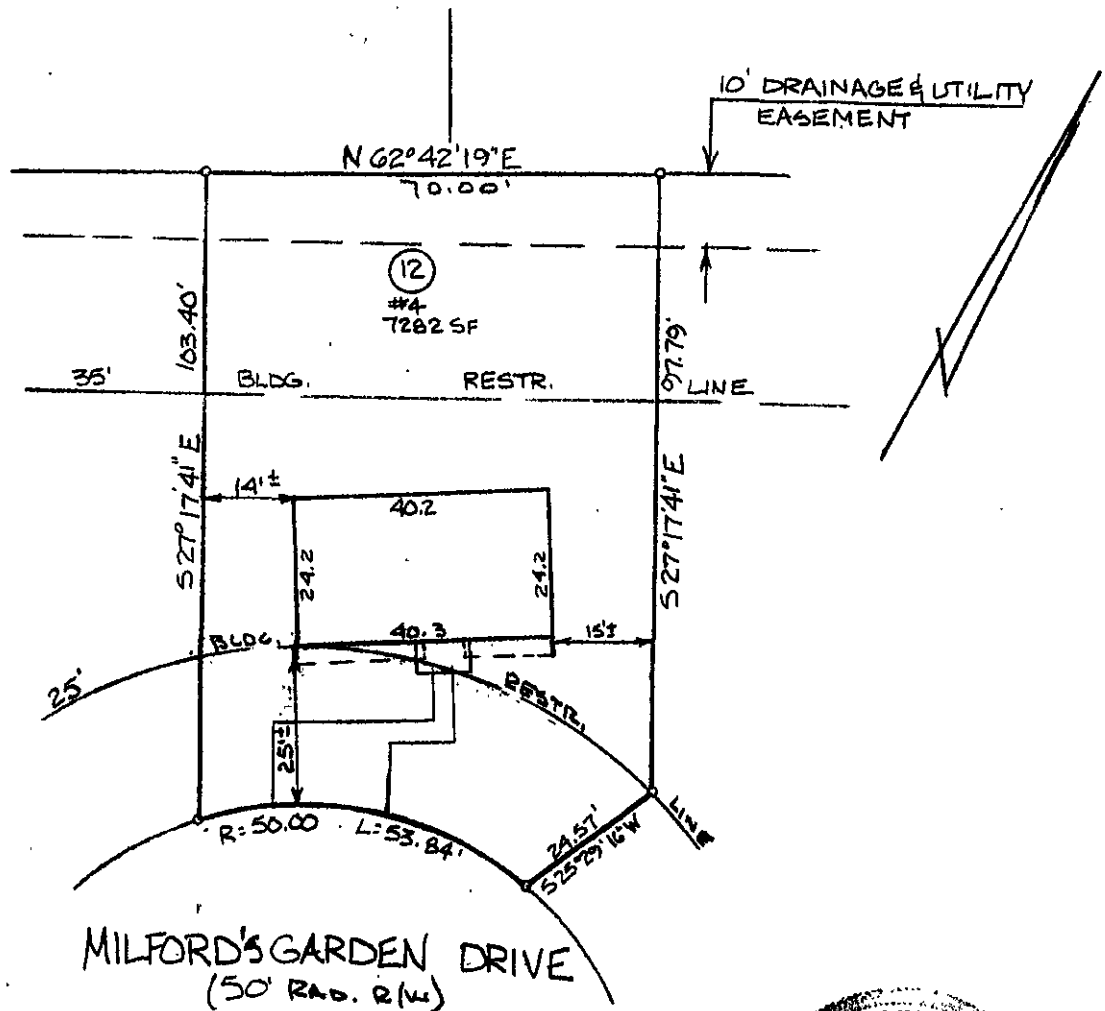 10' DRAINAGE & UTILITY
EASEMENT
N 62°42'19"E
70.00'
12
#4
7282 SF
103.40'
97.79'
35' BLDG. RESTR. LINE
S27°17'41"E
S27°17'41"E
14'±
40.2
24.2
24.2
40.3
15'±
25' BLDG. RESTR. LINE
25'±
R=50.00 L=53.84'
24.57'
S25°29'16"W
MILFORD'S GARDEN DRIVE
(50' RAD. R/W)